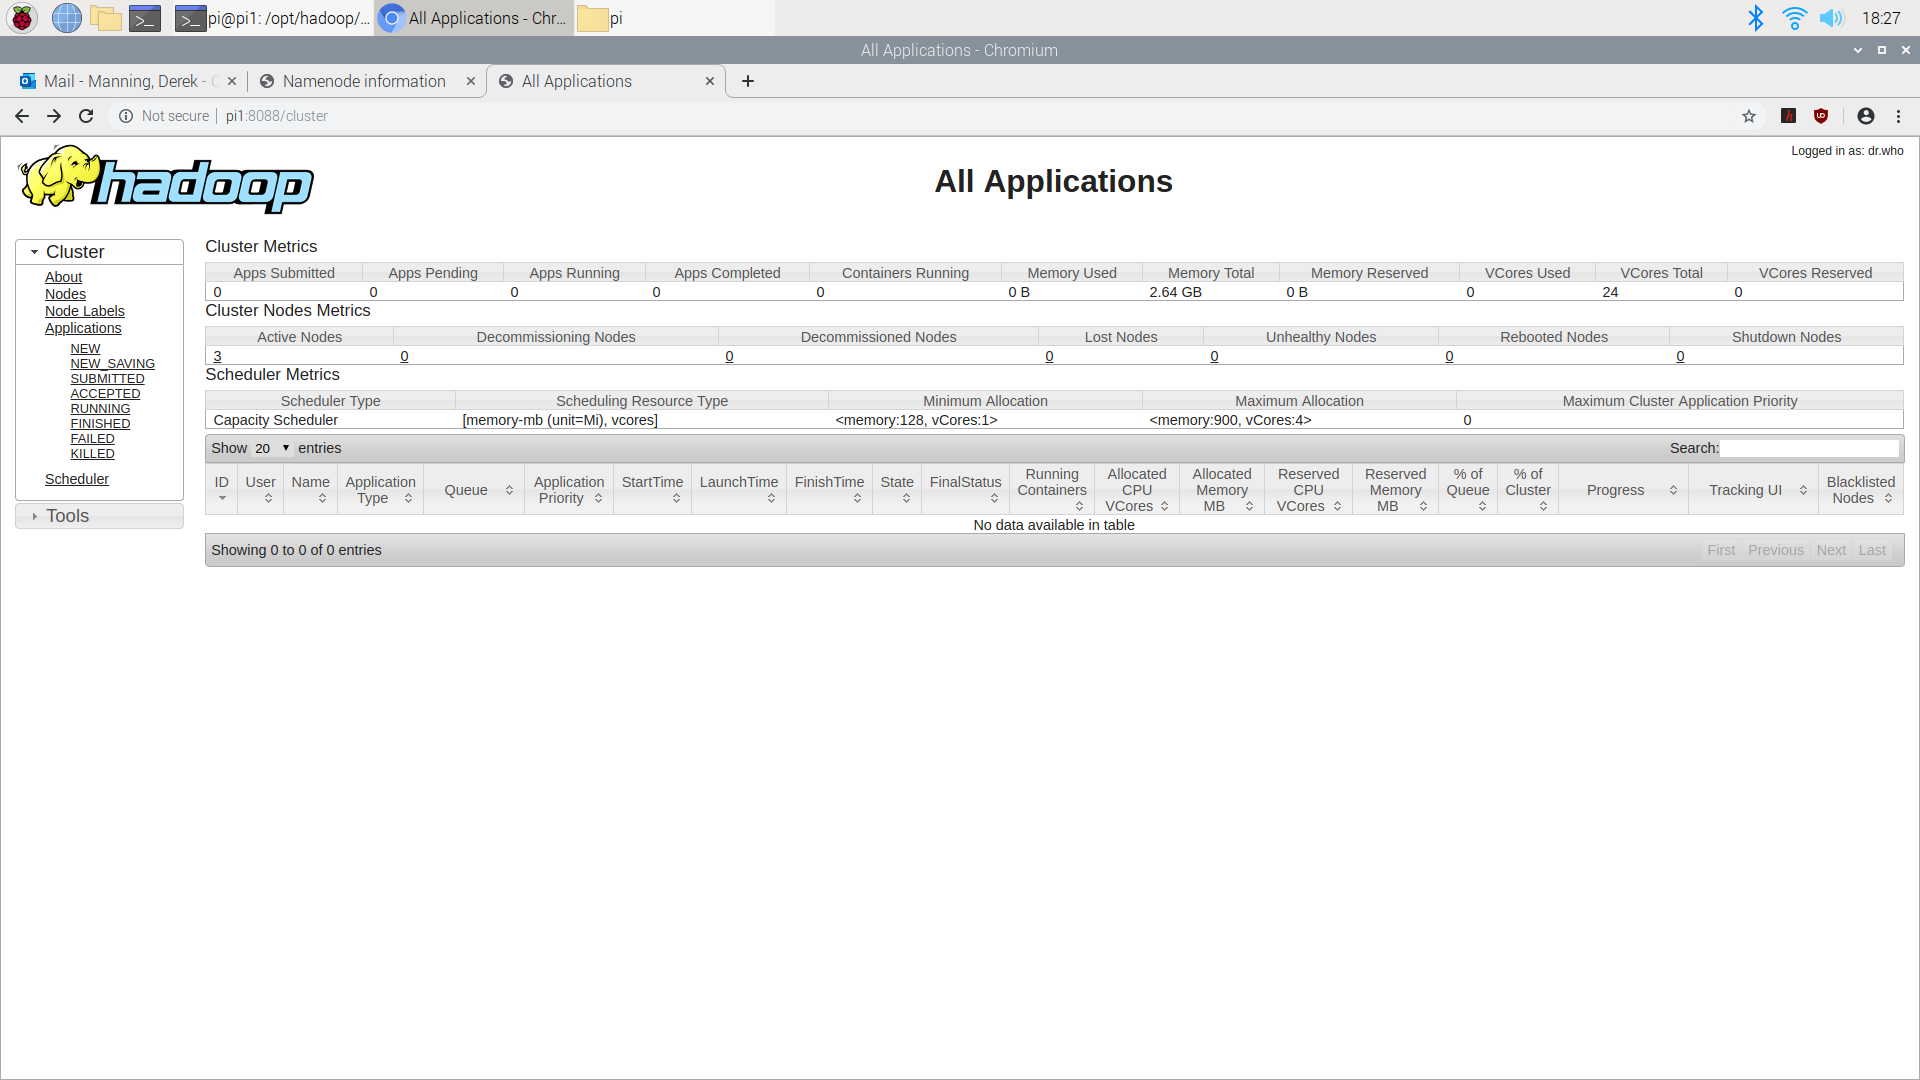 pi@pi1: /opt/hadoop/... All Applications - Chr... pi 18:27
All Applications - Chromium
Mail - Manning, Derek - Namenode information All Applications
Not secure pi1:8088/cluster
Logged in as: dr.who
hadoop
All Applications
Cluster
About
Nodes
Node Labels
Applications
NEW
NEW_SAVING
SUBMITTED
ACCEPTED
RUNNING
FINISHED
FAILED
KILLED
Scheduler
Tools
Cluster Metrics
Apps Submitted Apps Pending Apps Running Apps Completed Containers Running Memory Used Memory Total Memory Reserved VCores Used VCores Total VCores Reserved
0 0 0 0 0 0 B 2.64 GB 0 B 0 24 0
Cluster Nodes Metrics
Active Nodes Decommissioning Nodes Decommissioned Nodes Lost Nodes Unhealthy Nodes Rebooted Nodes Shutdown Nodes
3 0 0 0 0 0 0
Scheduler Metrics
Scheduler Type Scheduling Resource Type Minimum Allocation Maximum Allocation Maximum Cluster Application Priority
Capacity Scheduler [memory-mb (unit=Mi), vcores] <memory:128, vCores:1> <memory:900, vCores:4> 0
Show 20 entries Search:
ID User Name Application Type Queue Application Priority StartTime LaunchTime FinishTime State FinalStatus Running Containers Allocated CPU VCores Allocated Memory MB Reserved CPU VCores Reserved Memory MB % of Queue % of Cluster Progress Tracking UI Blacklisted Nodes
No data available in table
Showing 0 to 0 of 0 entries First Previous Next Last